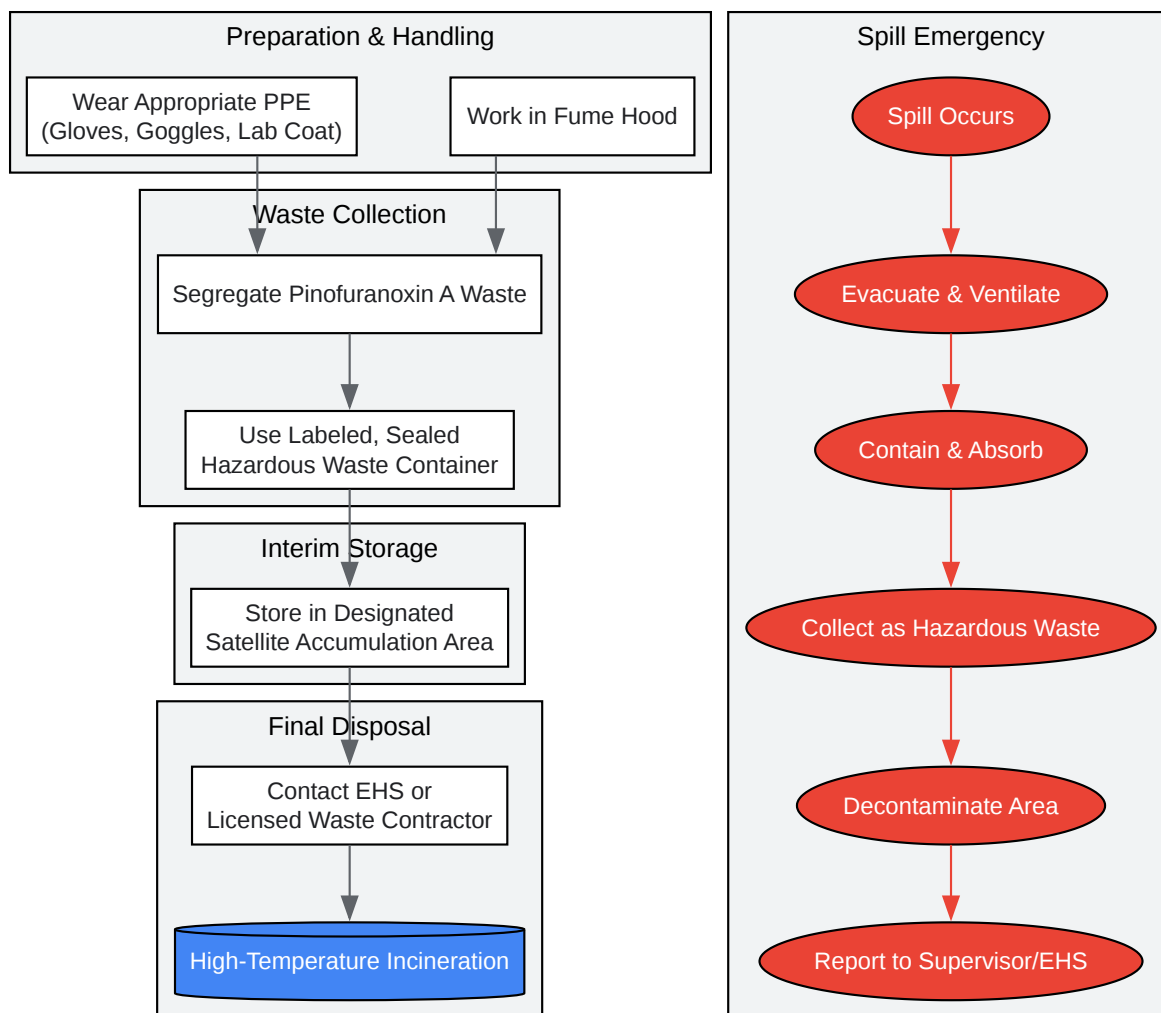 Preparation & Handling
Wear Appropriate PPE
(Gloves, Goggles, Lab Coat)
Work in Fume Hood
Waste Collection
Segregate Pinofuranoxin A Waste
Use Labeled, Sealed
Hazardous Waste Container
Interim Storage
Store in Designated
Satellite Accumulation Area
Final Disposal
Contact EHS or
Licensed Waste Contractor
High-Temperature Incineration
Spill Emergency
Spill Occurs
Evacuate & Ventilate
Contain & Absorb
Collect as Hazardous Waste
Decontaminate Area
Report to Supervisor/EHS